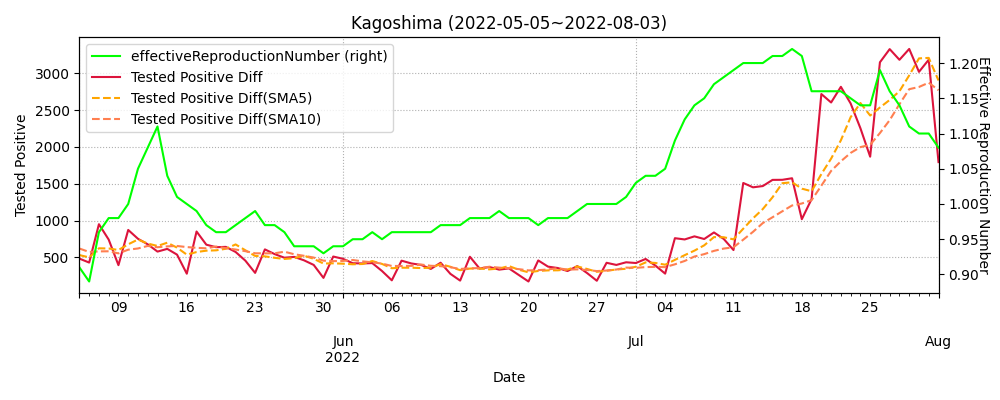 Kagoshima (2022-05-05~2022-08-03)
effectiveReproductionNumber (right)
Tested Positive Diff
Tested Positive Diff(SMA5)
Tested Positive Diff(SMA10)
Tested Positive
3000
2500
2000
1500
1000
500
Effective Reproduction Number
1.20
1.15
1.10
1.05
1.00
0.95
0.90
09 16 23 30 06 13 20 27 04 11 18 25
Jun Jul Aug
2022
Date